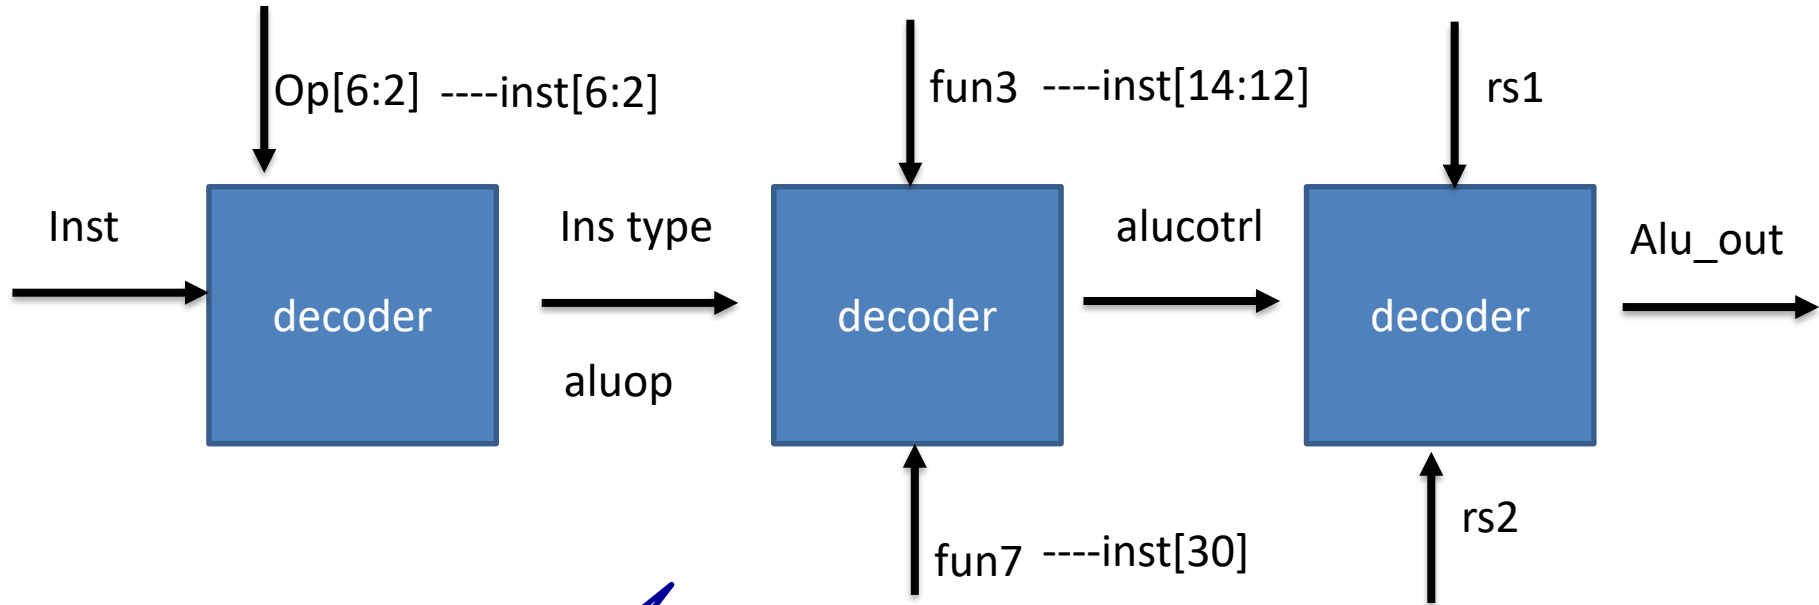 Op[6:2] ----inst[6:2]
fun3 ----inst[14:12]
rs1
Inst
Ins type
alucotrl
Alu_out
decoder
decoder
decoder
aluop
rs2
fun7 ----inst[30]